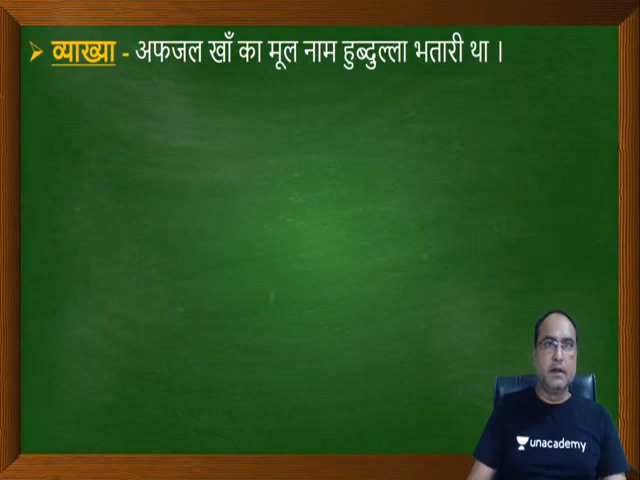 व्याख्या - अफजल खाँ का मूल नाम हुब्दुल्ला भतारी था ।
unacademy